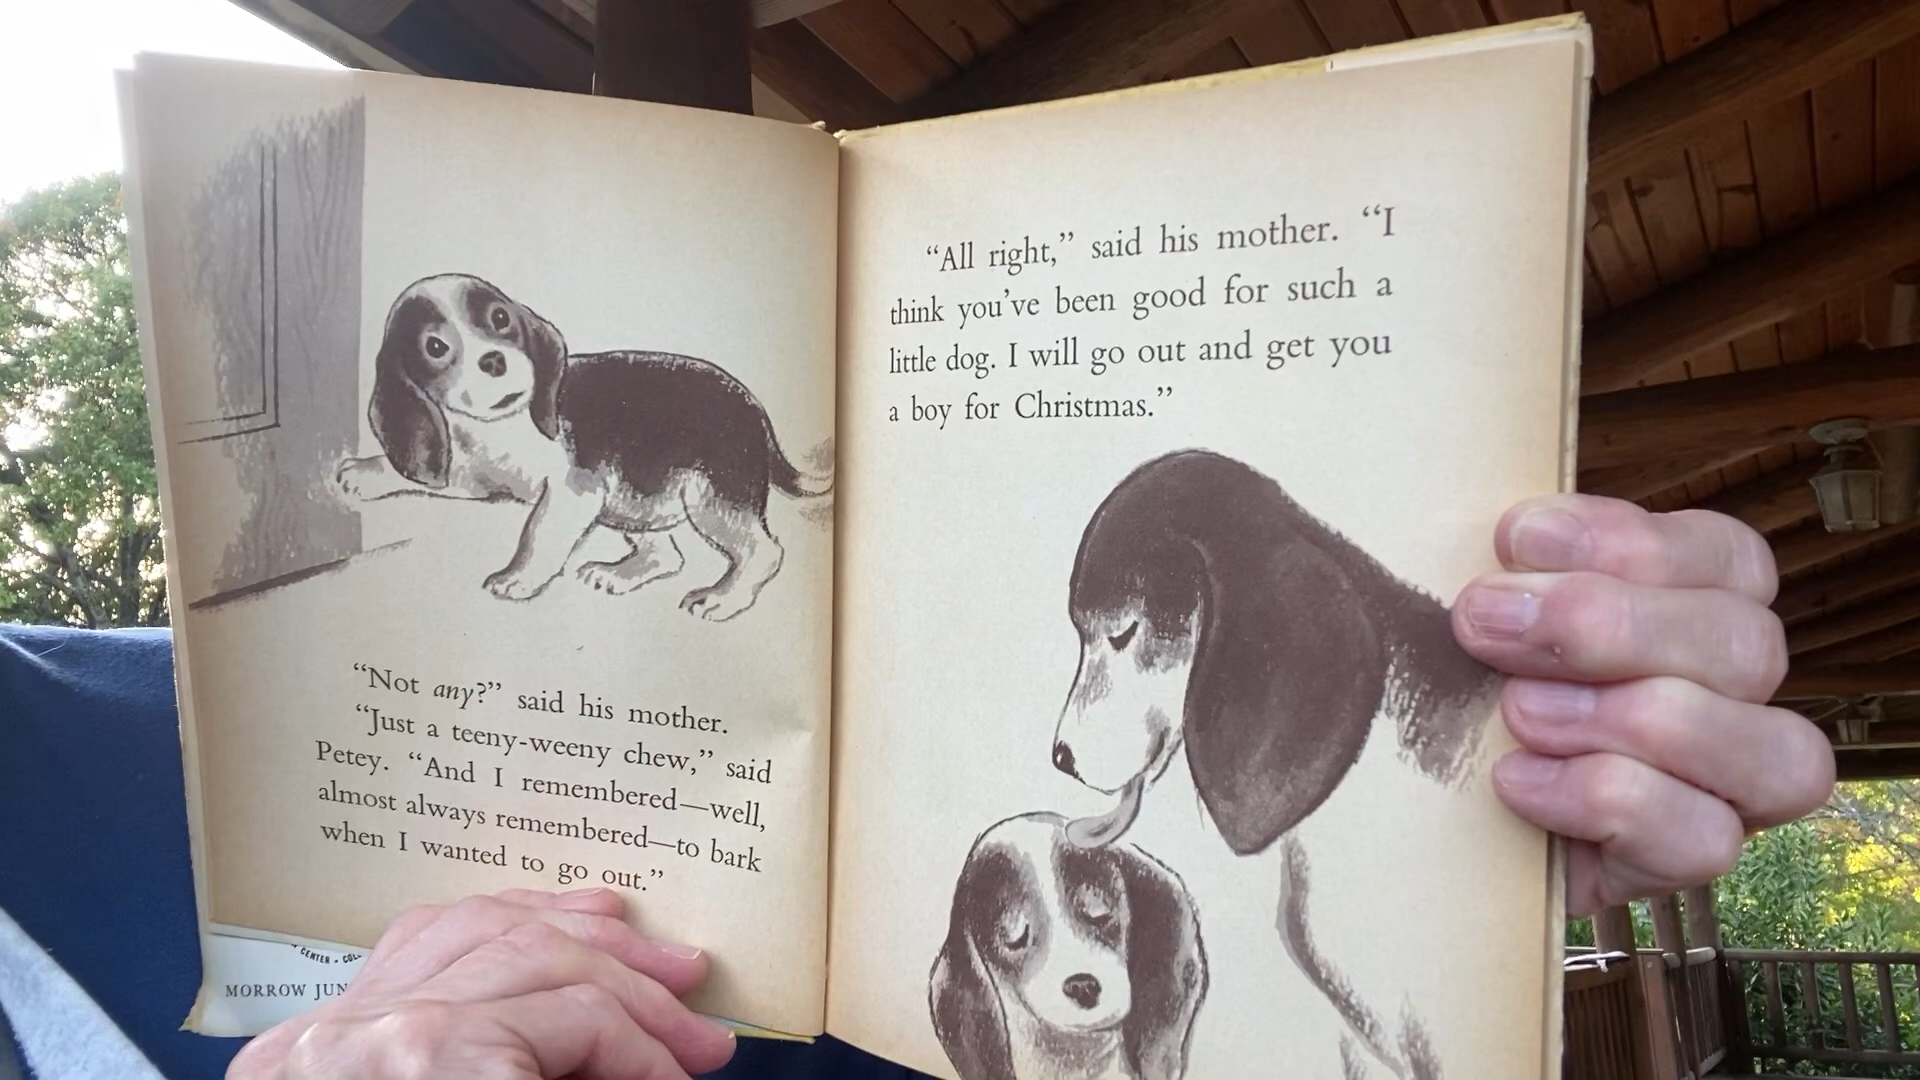 “Not any?” said his mother.
“Just a teeny-weeny chew,” said
Petey. “And I remembered—well,
almost always remembered—to bark
when I wanted to go out.”
CENTER
MORROW
“All right,” said his mother. “I
think you’ve been good for such a
little dog. I will go out and get you
a boy for Christmas.”